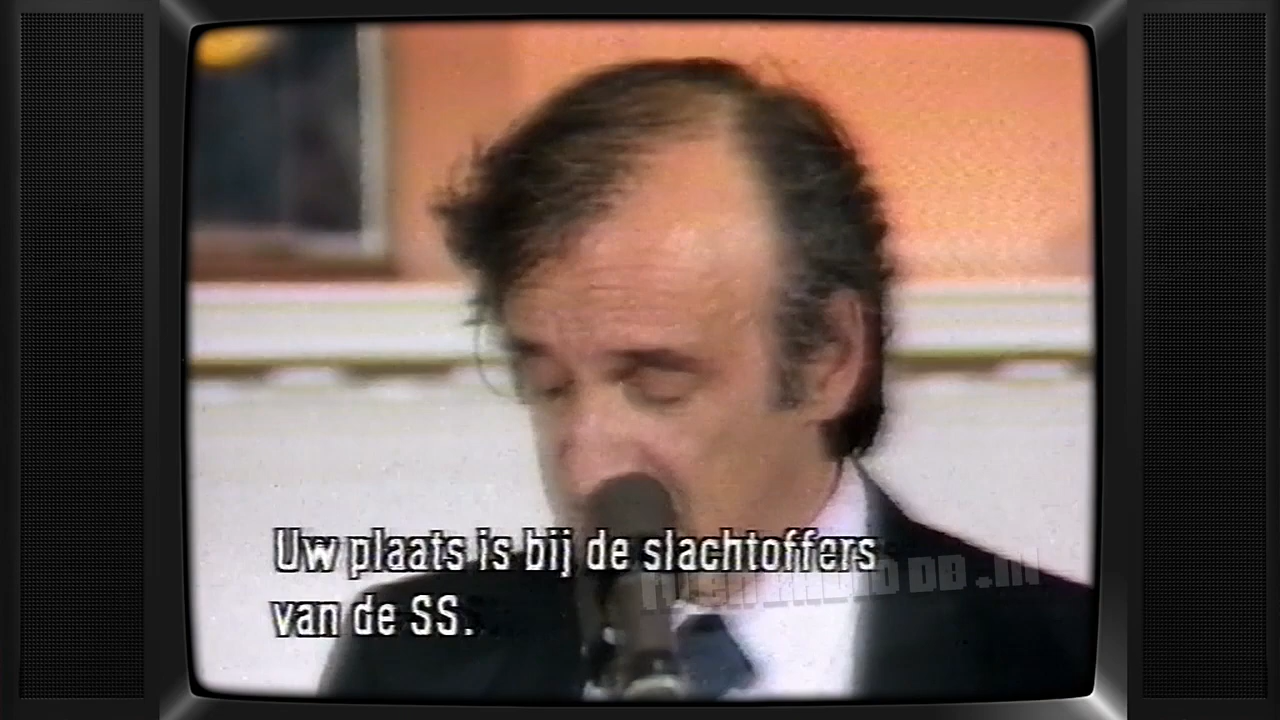 Uw plaats is bij de slachtoffers
van de SS.